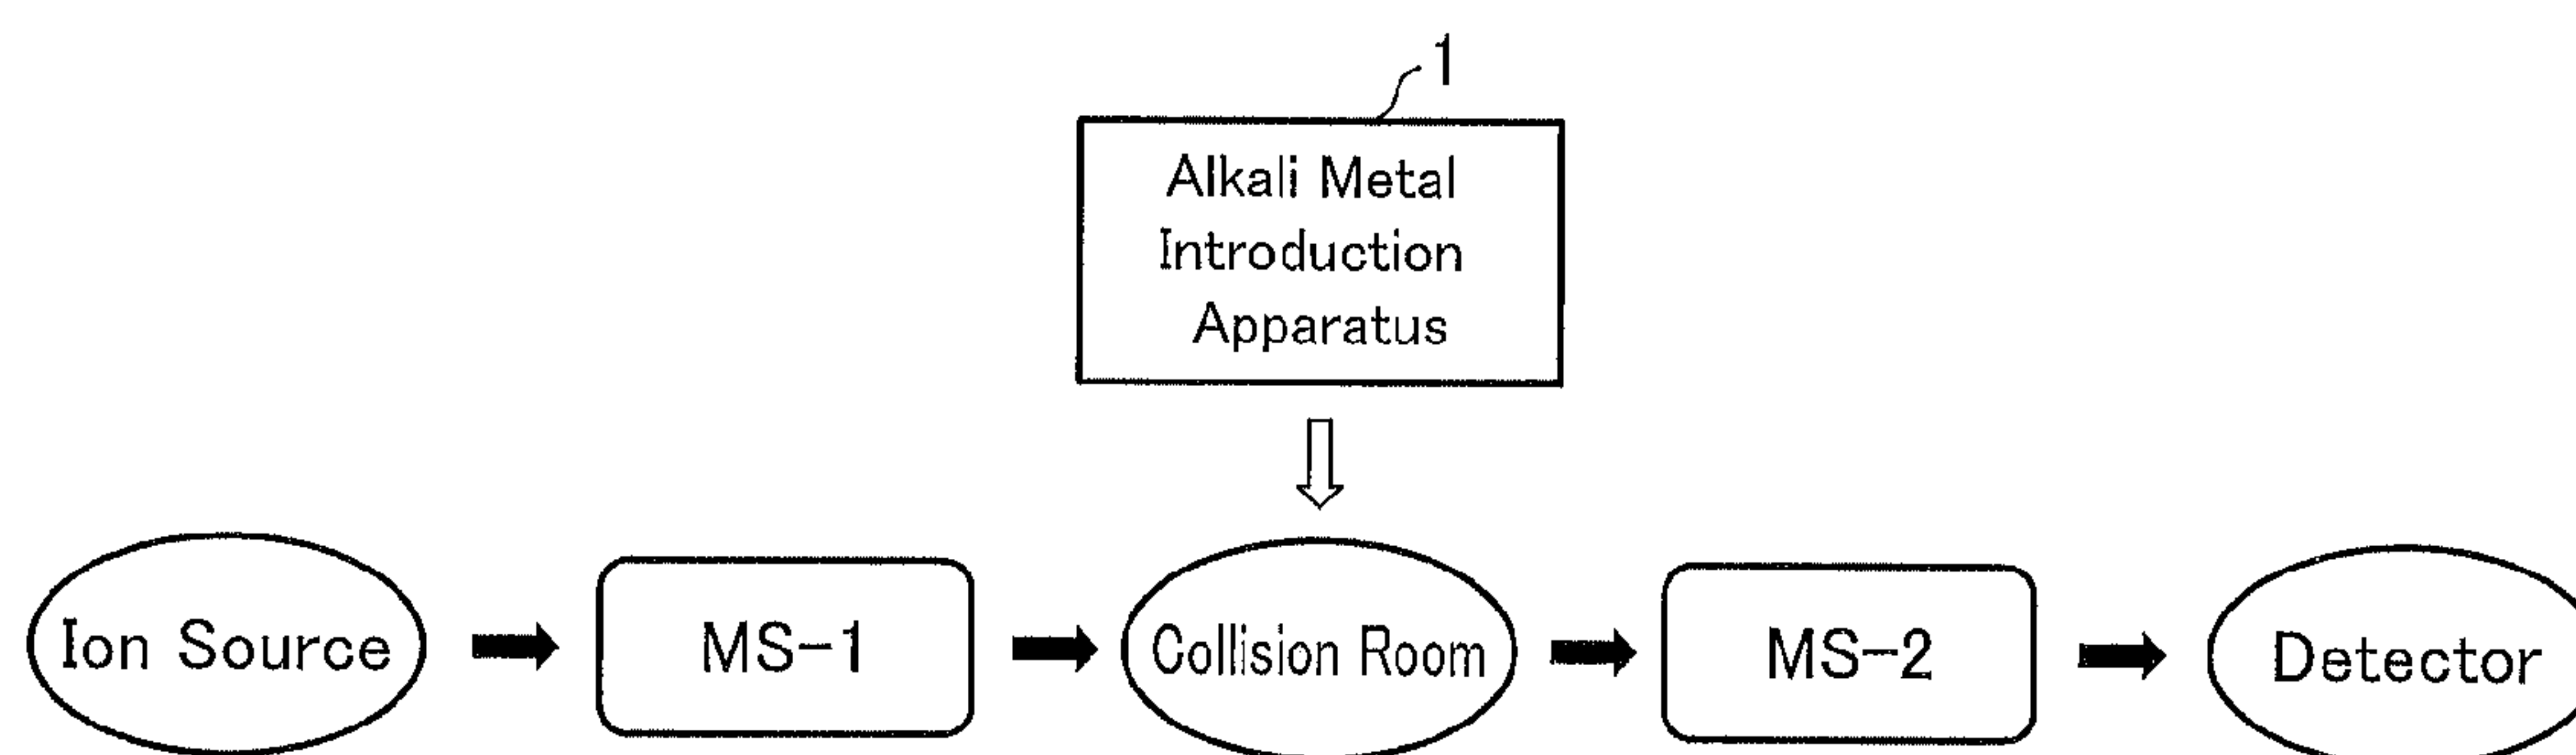 1
Alkali Metal
Introduction
Apparatus
Ion Source
MS-1
Collision Room
MS-2
Detector